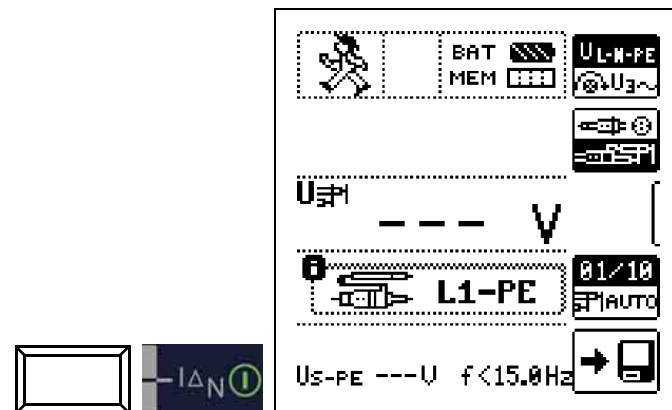 BAT
MEM
UL-N-PE
U3~
U
--- V
L1-PE
01/10
AUTO
Us-PE ---V f<15.0Hz
IΔN